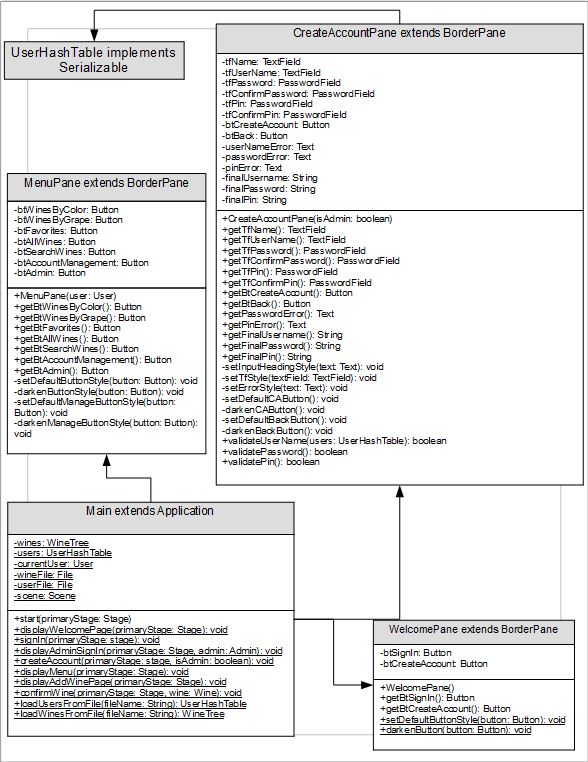 UserHashTable implements
Serializable
CreateAccountPane extends BorderPane
-tfName: TextField
-tfUserName: TextField
-tfPassword: PasswordField
-tfConfirmPassword: PasswordField
-tfPin: PasswordField
-tfConfirmPin: PasswordField
-btCreateAccount: Button
-btBack: Button
-userNameError: Text
-passwordError: Text
-pinError: Text
-finalUsername: String
-finalPassword: String
-finalPin: String
+CreateAccountPane(isAdmin: boolean)
+getTfName(): TextField
+getTfUserName(): TextField
+getTfPassword(): PasswordField
+getTfConfirmPassword(): PasswordField
+getTfPin(): PasswordField
+getTfConfirmPin(): PasswordField
+getBtCreateAccount(): Button
+getBtBack(): Button
+getPasswordError(): Text
+getPinError(): Text
+getFinalUsername(): String
+getFinalPassword(): String
+getFinalPin(): String
-setInputHeadingStyle(text: Text): void
-setTfStyle(textField: TextField): void
-setErrorStyle(text: Text): void
-setDefaultCAButton(): void
-darkenCAButton(): void
-setDefaultBackButton(): void
-darkenBackButton(): void
+validateUserName(users: UserHashTable): boolean
+validatePassword(): boolean
+validatePin(): boolean
MenuPane extends BorderPane
-btWinesByColor: Button
-btWinesByGrape: Button
-btFavorites: Button
-btAllWines: Button
-btSearchWines: Button
-btAccountManagement: Button
-btAdmin: Button
+MenuPane(user: User)
+getBtWinesByColor(): Button
+getBtWinesByGrape(): Button
+getBtFavorites(): Button
+getBtAllWines(): Button
+getBtSearchWines(): Button
+getBtAccountManagement(): Button
+getBtAdmin(): Button
-setDefaultButtonStyle(button: Button): void
-darkenButtonStyle(button: Button): void
-setDefaultManageButtonStyle(button:
Button): void
-darkenManageButtonStyle(button: Button):
void
Main extends Application
-wines: WineTree
-users: UserHashTable
-currentUser: User
-wineFile: File
-userFile: File
-scene: Scene
+start(primaryStage: Stage)
+displayWelcomePage(primaryStage: Stage): void
+signIn(primaryStage: stage): void
+displayAdminSignIn(primaryStage: Stage, admin: Admin): void
+createAccount(primaryStage: stage, isAdmin: boolean): void
+displayMenu(primaryStage: Stage): void
+displayAddWinePage(primaryStage: Stage): void
+confirmWine(primaryStage: Stage, wine: Wine): void
+loadUsersFromFile(fileName: String): UserHashTable
+loadWinesFromFile(fileName: String): WineTree
WelcomePane extends BorderPane
-btSignIn: Button
-btCreateAccount: Button
+WelcomePane()
+getBtSignIn(): Button
+getBtCreateAccount(): Button
+setDefaultButtonStyle(button: Button): void
+darkenButton(button: Button): void